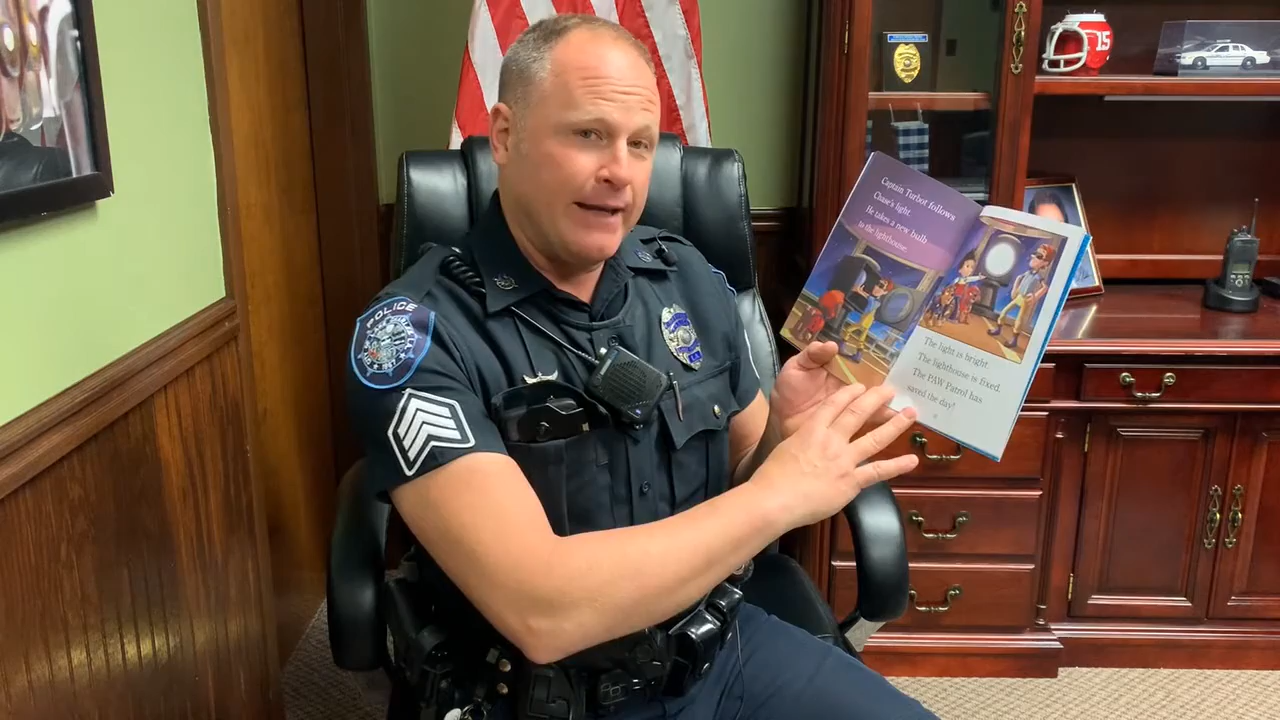 POLICE
15
Captain Turbot follows
Chase's light.
He takes a new bulb
to the lighthouse.
The light is bright.
The lighthouse is fixed.
The PAW Patrol has
saved the day!